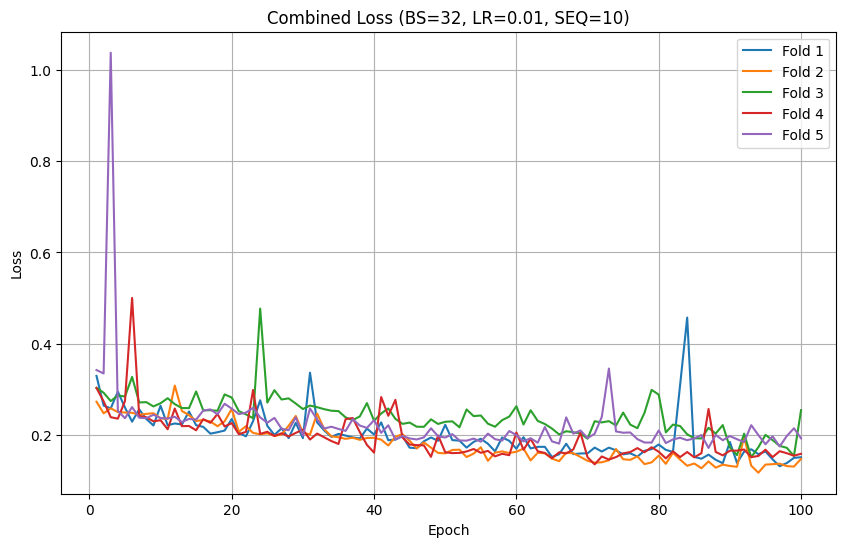 Combined Loss (BS=32, LR=0.01, SEQ=10)
Fold 1
Fold 2
Fold 3
Fold 4
Fold 5
1.0
0.8
0.6
0.4
0.2
Loss
0 20 40 60 80 100
Epoch